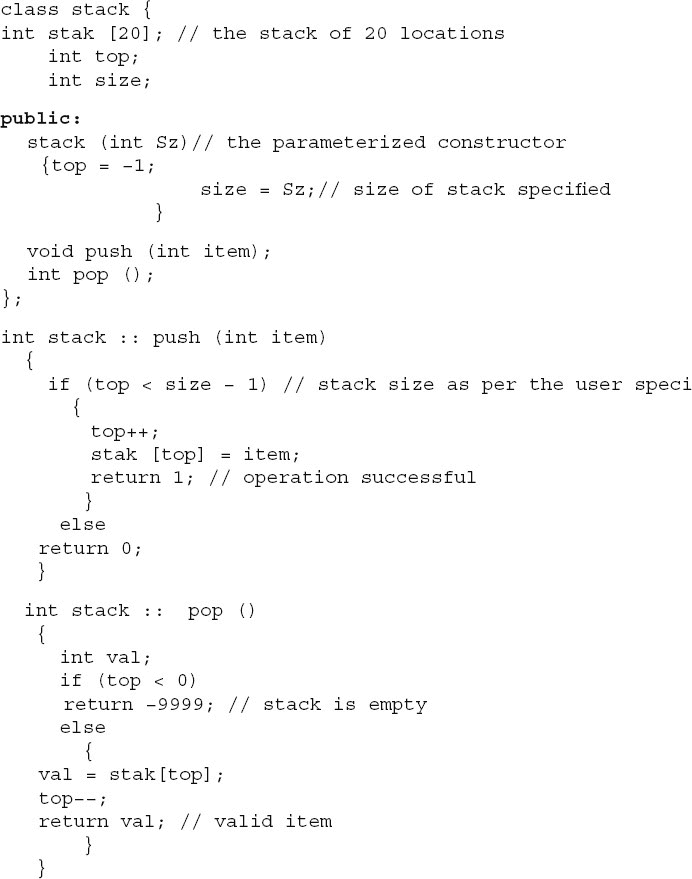 class stack {
int stak [20]; // the stack of 20 locations
int top;
int size;
public:
stack (int Sz)// the parameterized constructor
{top = -1;
size = Sz;// size of stack specified
}
void push (int item);
int pop ();
};
int stack :: push (int item)
{
if (top < size - 1) // stack size as per the user speci
{
top++;
stak [top] = item;
return 1; // operation successful
}
else
return 0;
}
int stack :: pop ()
{
int val;
if (top < 0)
return -9999; // stack is empty
else
{
val = stak[top];
top--;
return val; // valid item
}
}